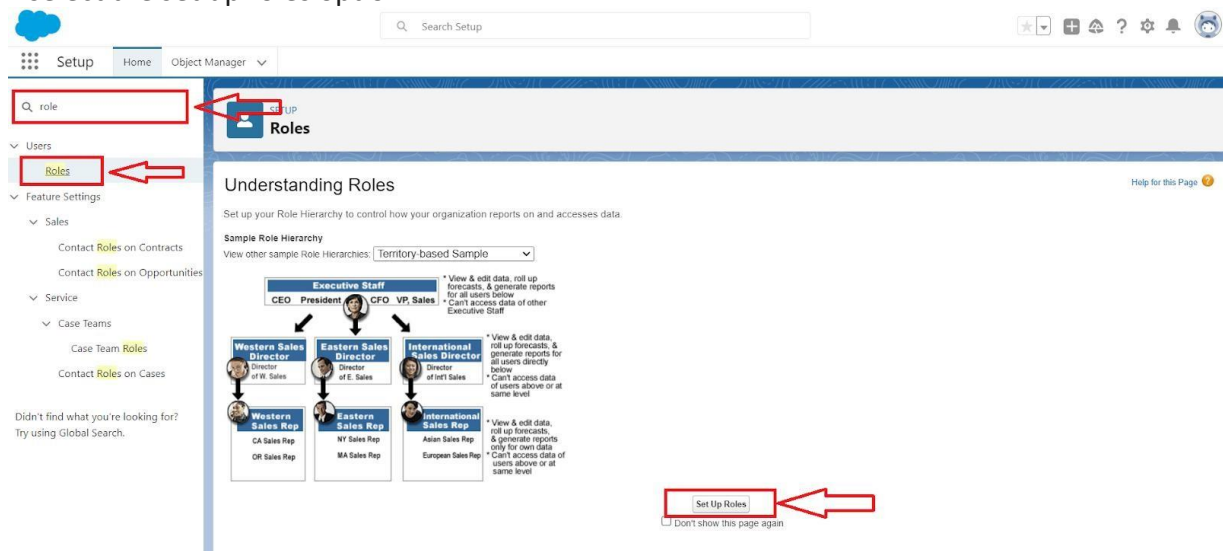 Search Setup
Setup Home Object Manager
role
SETUP
Roles
Users
Roles
Feature Settings
Sales
Contact Roles on Contracts
Contact Roles on Opportunities
Service
Case Teams
Case Team Roles
Contact Roles on Cases
Didn't find what you're looking for?
Try using Global Search.
Understanding Roles
Help for this Page
Set up your Role Hierarchy to control how your organization reports on and accesses data.
Sample Role Hierarchy
View other sample Role Hierarchies: Territory-based Sample
Executive Staff
CEO President CFO VP, Sales
* View & edit data, roll up
forecasts, & generate reports
for all users below
* Can't access data of other
Executive Staff
Western Sales
Director
Director
of W. Sales
Eastern Sales
Director
Director
of E. Sales
International
Sales Director
Director
of Int'l Sales
* View & edit data,
roll up forecasts, &
generate reports for
all users directly
below
* Can't access data
of users above or at
same level
Western
Sales Rep
CA Sales Rep
OR Sales Rep
Eastern
Sales Rep
NY Sales Rep
MA Sales Rep
International
Sales Rep
Asian Sales Rep
European Sales Rep
* View & edit data,
roll up forecasts,
& generate reports
only for own data
* Can't access data of
users above or at
same level
Set Up Roles
Don't show this page again